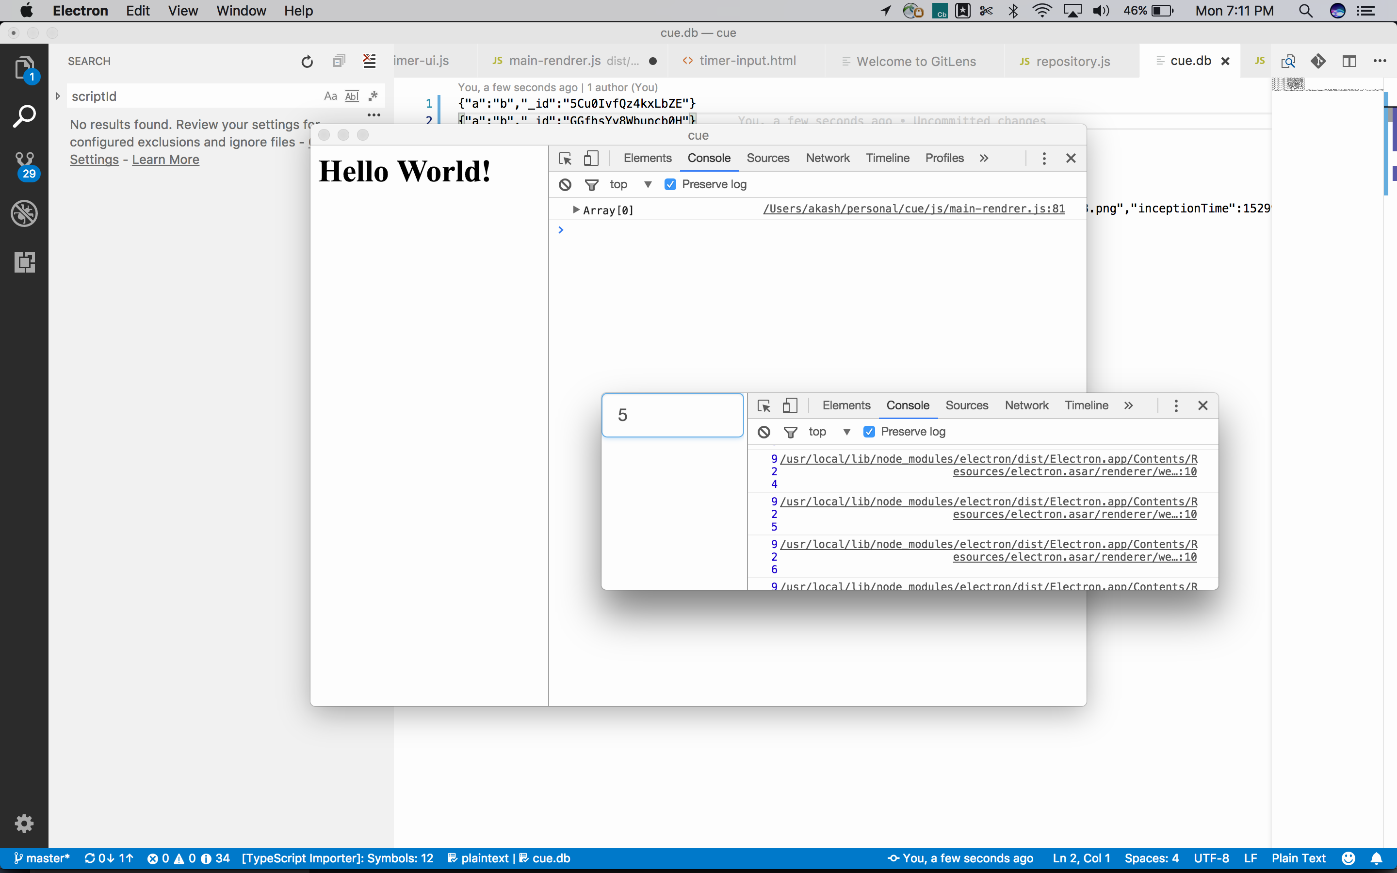 Electron Edit View Window Help 46% Mon 7:11 PM
cue.db — cue
SEARCH
imer-ui.js JS main-rendrer.js dist/... <> timer-input.html Welcome to GitLens JS repository.js cue.db JS
scriptId Aa Abl .*
No results found. Review your settings for
configured exclusions and ignore files -
Settings - Learn More
You, a few seconds ago | 1 author (You)
1 {"a":"b","_id":"5Cu0IvfQz4kxLbZE"}
2 {"a":"b","_id":"GGfhsYv8Wbupcb0H"} You, a few seconds ago • Uncommitted changes
.png","inceptionTime":1529
1
29
cue
Hello World!
Elements Console Sources Network Timeline Profiles »
top Preserve log
Array[0] /Users/akash/personal/cue/js/main-rendrer.js:81
5
Elements Console Sources Network Timeline »
top Preserve log
9 /usr/local/lib/node_modules/electron/dist/Electron.app/Contents/R
2 esources/electron.asar/renderer/we…:10
4
9 /usr/local/lib/node_modules/electron/dist/Electron.app/Contents/R
2 esources/electron.asar/renderer/we…:10
5
9 /usr/local/lib/node_modules/electron/dist/Electron.app/Contents/R
2 esources/electron.asar/renderer/we…:10
6
9 /usr/local/lib/node_modules/electron/dist/Electron.app/Contents/R
master* 0↓ 1↑ 0 0 34 [TypeScript Importer]: Symbols: 12 plaintext | cue.db You, a few seconds ago Ln 2, Col 1 Spaces: 4 UTF-8 LF Plain Text